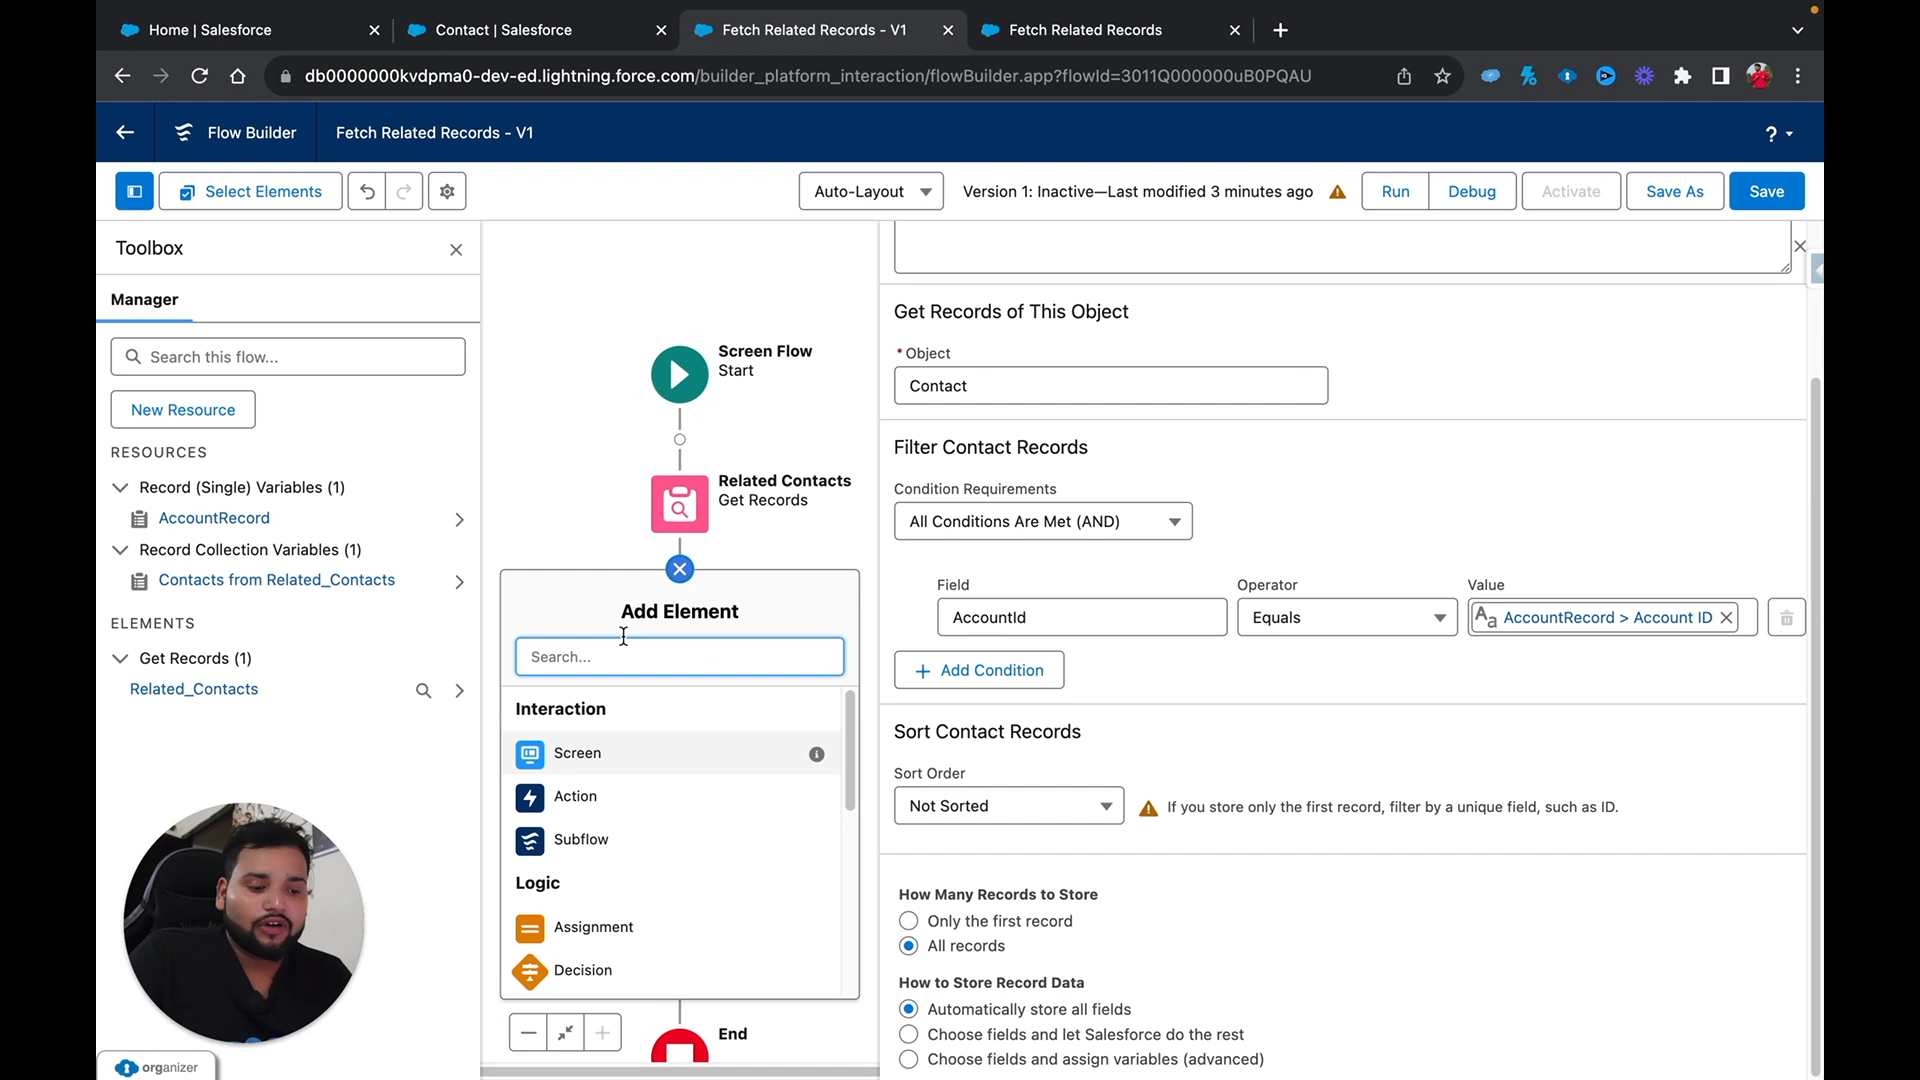 Home | Salesforce
Contact | Salesforce
Fetch Related Records - V1
Fetch Related Records
db0000000kvdpma0-dev-ed.lightning.force.com/builder_platform_interaction/flowBuilder.app?flowId=3011Q000000uB0PQAU
Flow Builder
Fetch Related Records - V1
?
Select Elements
Auto-Layout
Version 1: Inactive—Last modified 3 minutes ago
Run
Debug
Activate
Save As
Save
Toolbox
Manager
Search this flow...
New Resource
RESOURCES
Record (Single) Variables (1)
AccountRecord
Record Collection Variables (1)
Contacts from Related_Contacts
ELEMENTS
Get Records (1)
Related_Contacts
organizer
Screen Flow
Start
Related Contacts
Get Records
Add Element
Search...
Interaction
Screen
Action
Subflow
Logic
Assignment
Decision
End
Get Records of This Object
* Object
Contact
Filter Contact Records
Condition Requirements
All Conditions Are Met (AND)
Field
Operator
Value
AccountId
Equals
Aa AccountRecord > Account ID
+ Add Condition
Sort Contact Records
Sort Order
Not Sorted
If you store only the first record, filter by a unique field, such as ID.
How Many Records to Store
Only the first record
All records
How to Store Record Data
Automatically store all fields
Choose fields and let Salesforce do the rest
Choose fields and assign variables (advanced)